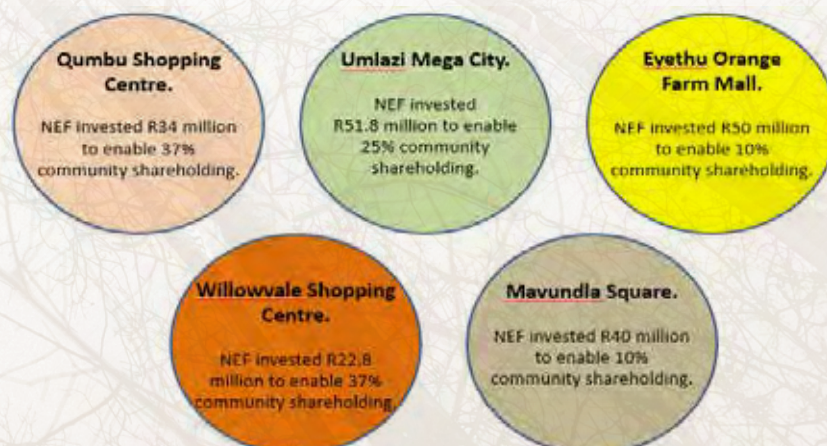 Qumbu Shopping
Centre.
NEF invested R34 million
to enable 37%
community shareholding.
Umlazi Mega City.
NEF invested
R51.8 million to enable
25% community
shareholding.
Eyethu Orange
Farm Mall.
NEF invested R50 million
to enable 10%
community shareholding.
Willowvale Shopping
Centre.
NEF invested R22.8
million to enable 37%
community shareholding.
Mavundla Square.
NEF invested R40 million
to enable 10%
community shareholding.